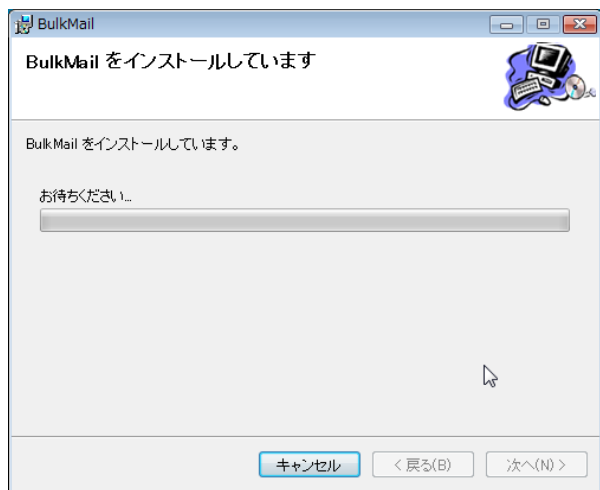 BulkMail
BulkMail をインストールしています
BulkMail をインストールしています。
お待ちください...
キャンセル
< 戻る(B)
次へ(N) >